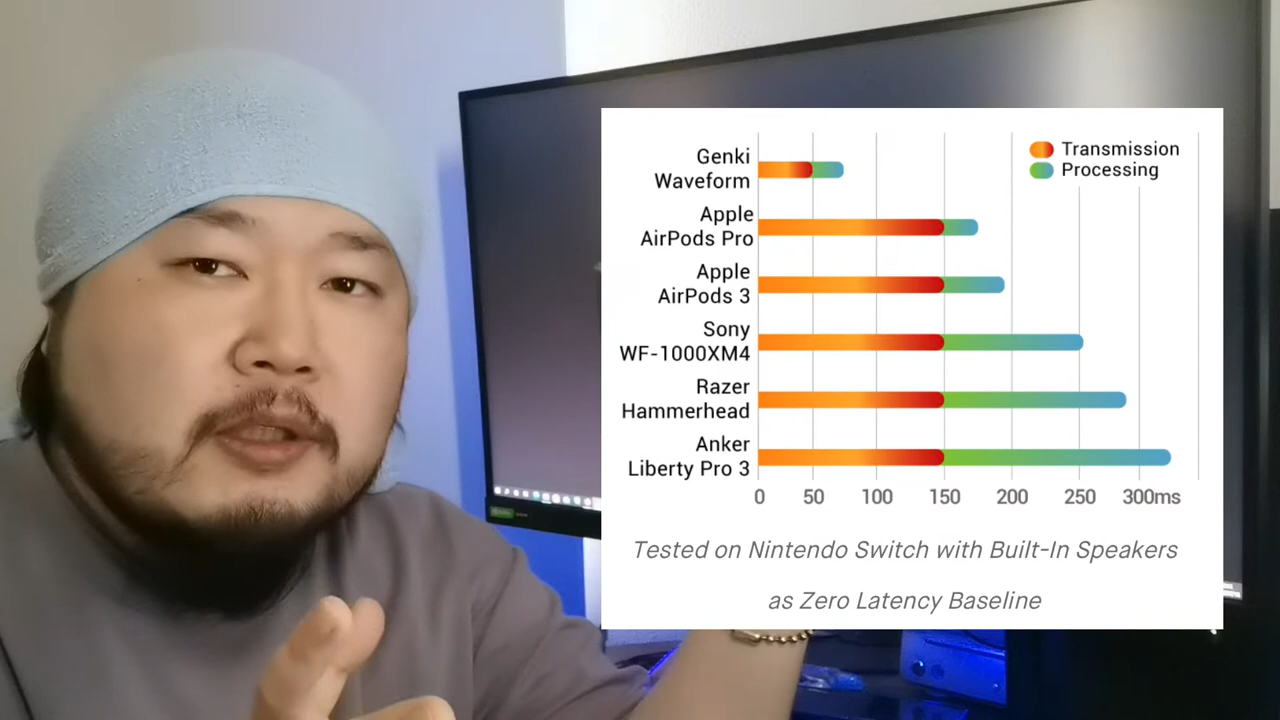 Genki
Waveform
Apple
AirPods Pro
Apple
AirPods 3
Sony
WF-1000XM4
Razer
Hammerhead
Anker
Liberty Pro 3
Transmission
Processing
0 50 100 150 200 250 300ms
Tested on Nintendo Switch with Built-In Speakers
as Zero Latency Baseline